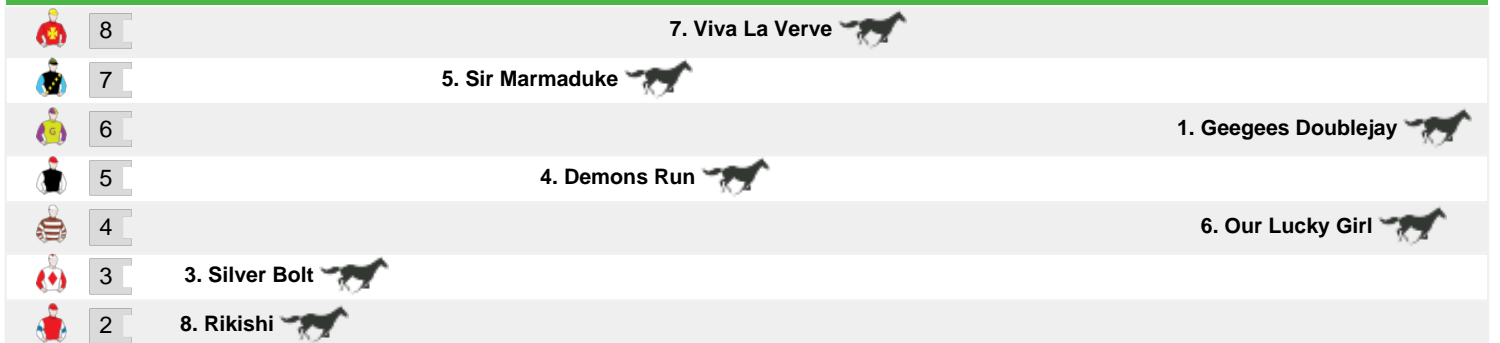 8 7. Viva La Verve
7 5. Sir Marmaduke
6 G 1. Geegees Doublejay
5 4. Demons Run
4 6. Our Lucky Girl
3 3. Silver Bolt
2 8. Rikishi